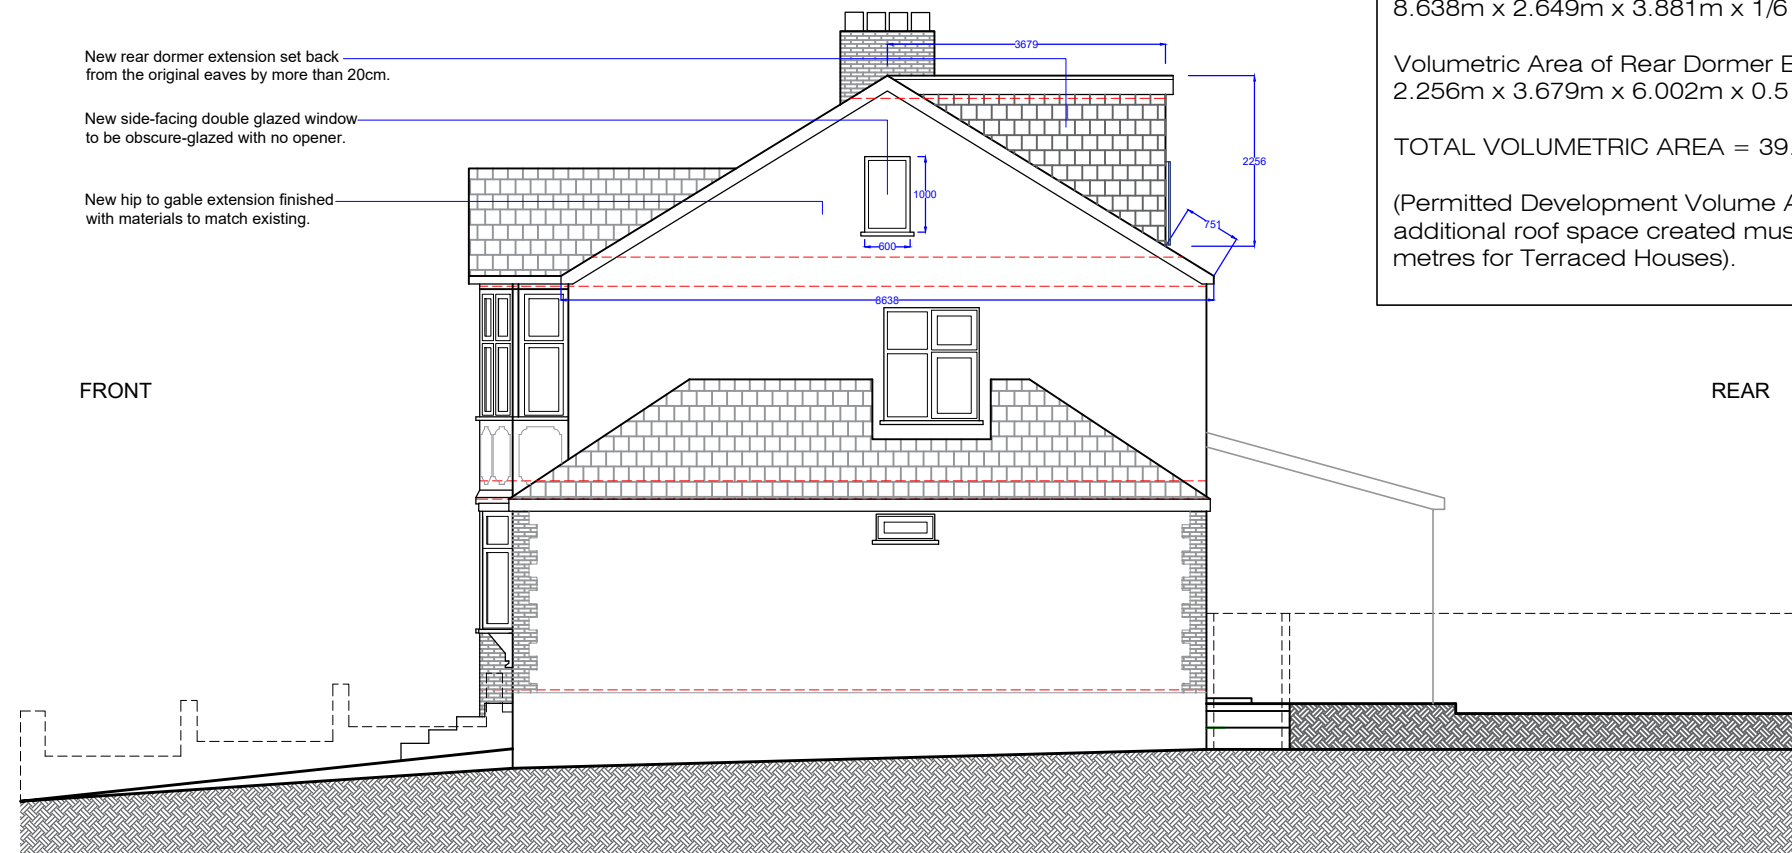 New rear dormer extension set back
from the original eaves by more than 20cm.
New side-facing double glazed window
to be obscure-glazed with no opener.
New hip to gable extension finished
with materials to match existing.
3679
2256
1000
600
751
8638
FRONT
REAR
8.638m x 2.649m x 3.881m x 1/6
Volumetric Area of Rear Dormer E
2.256m x 3.679m x 6.002m x 0.5
TOTAL VOLUMETRIC AREA = 39.
(Permitted Development Volume A
additional roof space created mus
metres for Terraced Houses).